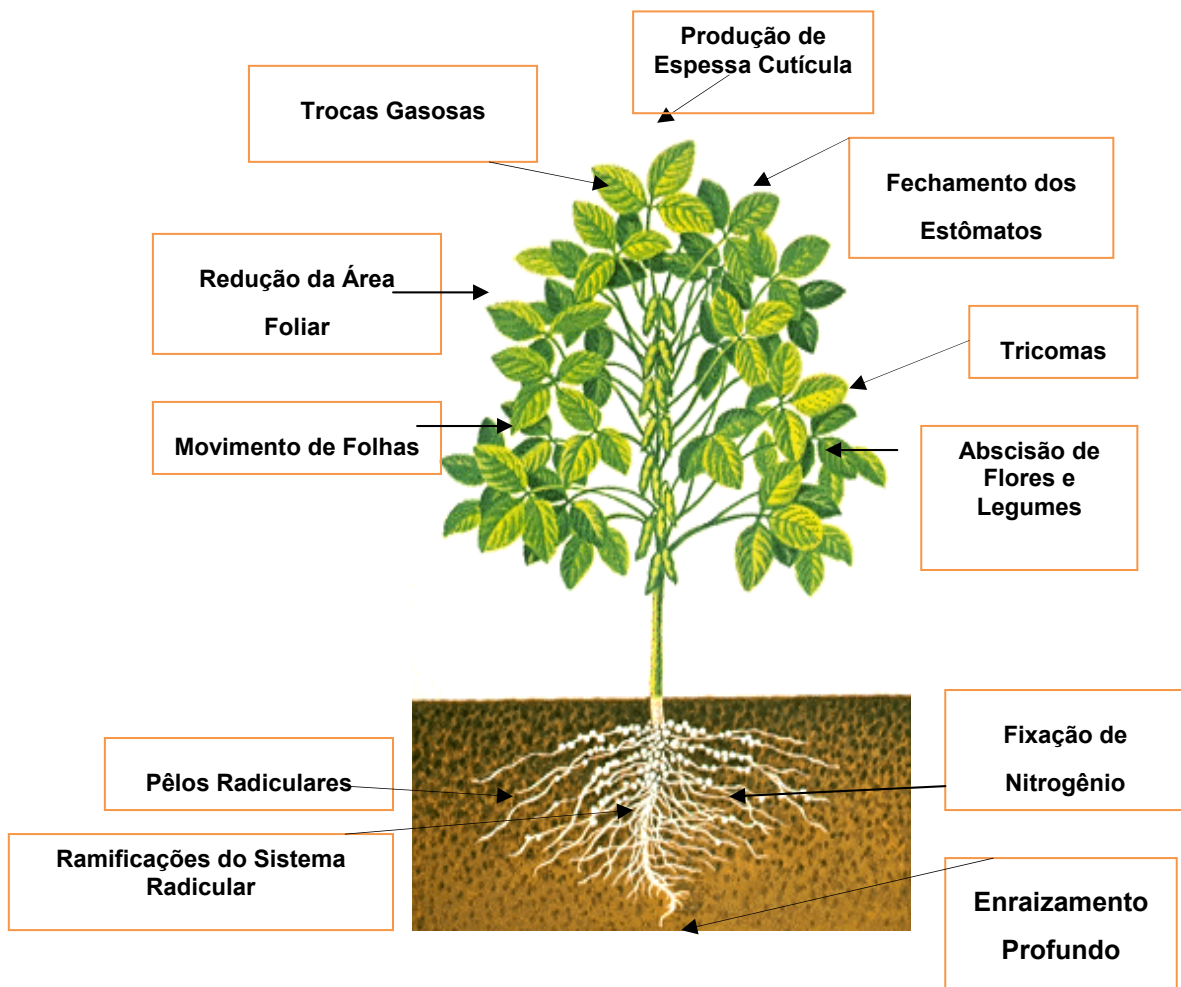 Produção de
Espessa Cutícula
Trocas Gasosas
Fechamento dos
Estômatos
Redução da Área
Foliar
Tricomas
Movimento de Folhas
Abscisão de
Flores e
Legumes
Fixação de
Nitrogênio
Pêlos Radiculares
Ramificações do Sistema
Radicular
Enraizamento
Profundo